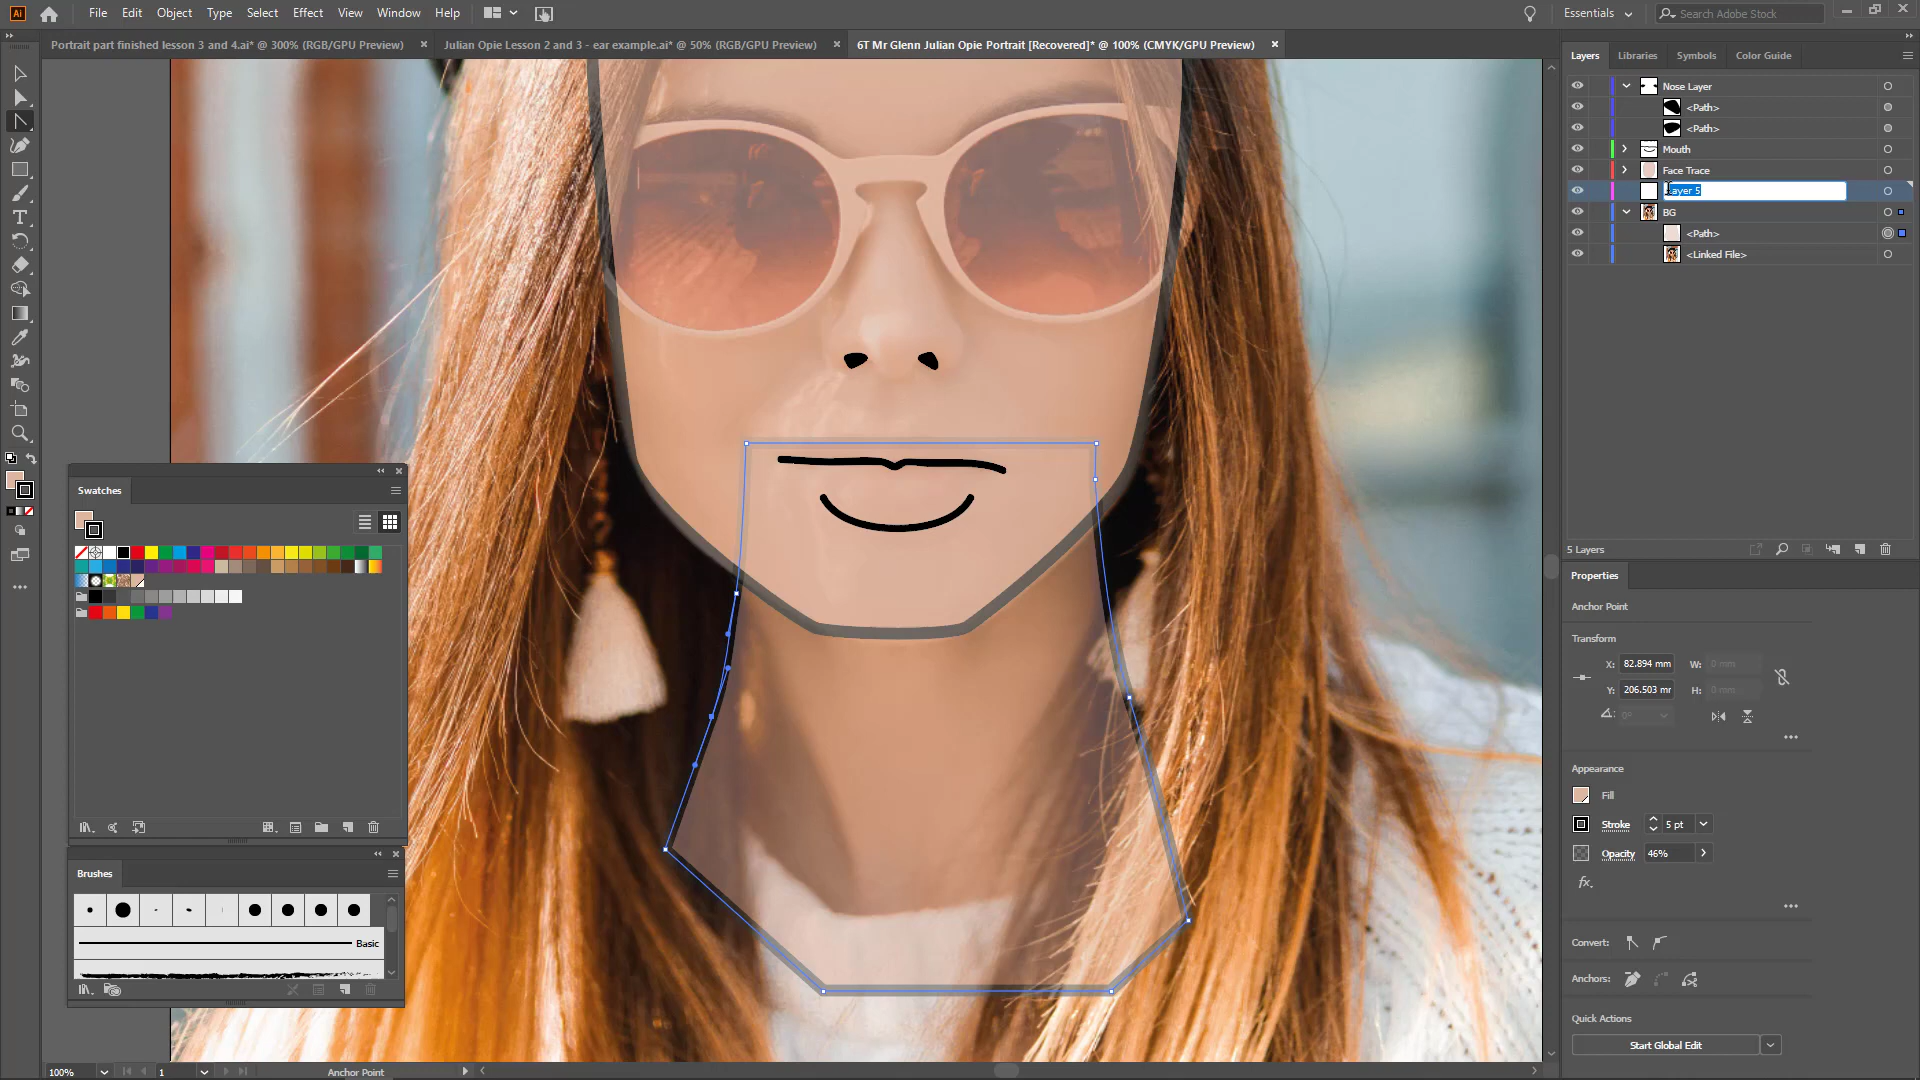 Ai File Edit Object Type Select Effect View Window Help Essentials Search Adobe Stock
Portrait part finished lesson 3 and 4.ai* @ 300% (RGB/GPU Preview) Julian Opie Lesson 2 and 3 - ear example.ai* @ 50% (RGB/GPU Preview) 6T Mr Glenn Julian Opie Portrait [Recovered]* @ 100% (CMYK/GPU Preview)
Layers Libraries Symbols Color Guide
Nose Layer
<Path>
<Path>
Mouth
Face Trace
Layer 5
BG
<Path>
<Linked File>
5 Layers
Properties
Anchor Point
Transform
X: 82.894 mm W: 0 mm
Y: 206.503 mm H: 0 mm
0°
Appearance
Fill
Stroke 5 pt
Opacity 46%
fx
Convert:
Anchors:
Quick Actions
Start Global Edit
Swatches
Brushes
Basic
100% 1 Anchor Point